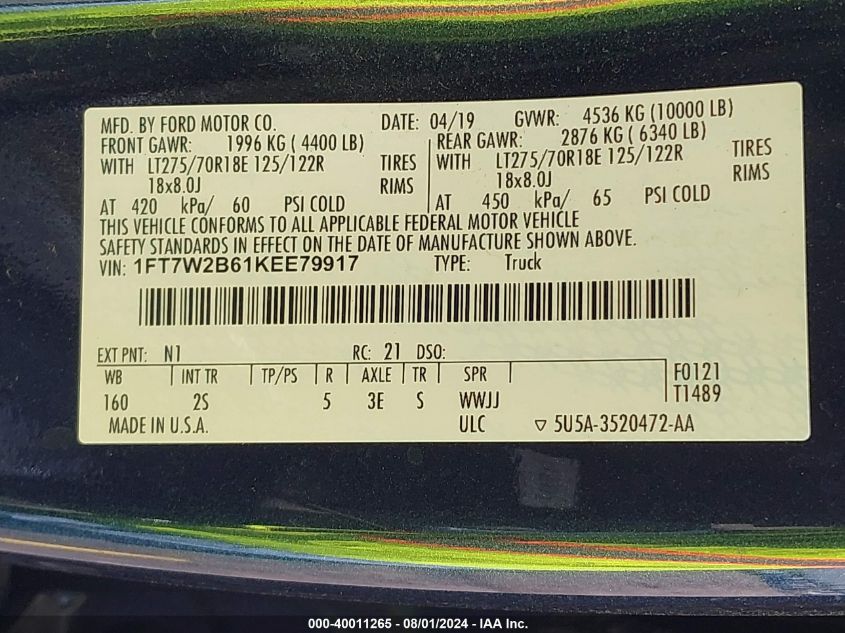 MFD. BY FORD MOTOR CO. DATE: 04/19 GVWR: 4536 KG (10000 LB)
FRONT GAWR: 1996 KG ( 4400 LB) REAR GAWR: 2876 KG ( 6340 LB)
WITH LT275/70R18E 125/122R TIRES WITH LT275/70R18E 125/122R TIRES
18x8.0J RIMS 18x8.0J RIMS
AT 420 kPa/ 60 PSI COLD AT 450 kPa/ 65 PSI COLD
THIS VEHICLE CONFORMS TO ALL APPLICABLE FEDERAL MOTOR VEHICLE
SAFETY STANDARDS IN EFFECT ON THE DATE OF MANUFACTURE SHOWN ABOVE.
VIN: 1FT7W2B61KEE79917 TYPE: Truck
EXT PNT: N1 RC: 21 DSO:
WB INT TR TP/PS R AXLE TR SPR F0121
160 2S 5 3E S WWJJ T1489
MADE IN U.S.A. ULC ▽ 5U5A-3520472-AA
000-40011265 - 08/01/2024 - IAA Inc.